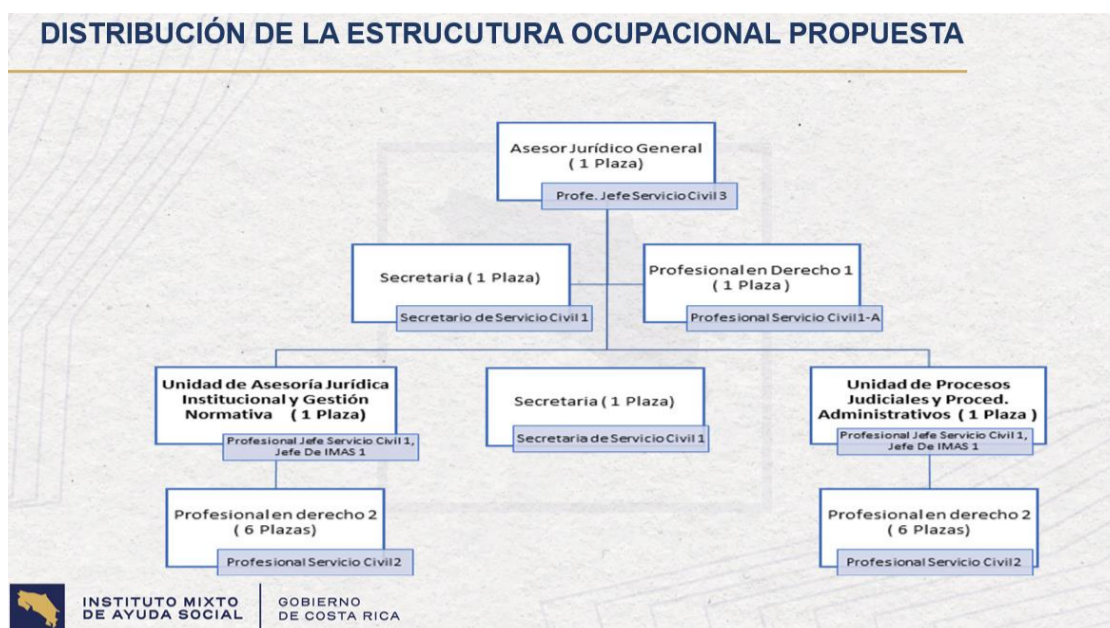 DISTRIBUCIÓN DE LA ESTRUCUTURA OCUPACIONAL PROPUESTA
Asesor Jurídico General
( 1 Plaza)
Profe. Jefe Servicio Civil 3
Secretaria ( 1 Plaza)
Secretario de Servicio Civil 1
Profesional en Derecho 1
( 1 Plaza )
Profesional Servicio Civil 1-A
Unidad de Asesoría Jurídica
Institucional y Gestión
Normativa ( 1 Plaza)
Profesional Jefe Servicio Civil 1,
Jefe De IMAS 1
Secretaria ( 1 Plaza)
Secretaria de Servicio Civil 1
Unidad de Procesos
Judiciales y Proced.
Administrativos ( 1 Plaza )
Profesional Jefe Servicio Civil 1,
Jefe De IMAS 1
Profesional en derecho 2
( 6 Plazas)
Profesional Servicio Civil 2
Profesional en derecho 2
( 6 Plazas)
Profesional Servicio Civil 2
INSTITUTO MIXTO
DE AYUDA SOCIAL
GOBIERNO
DE COSTA RICA